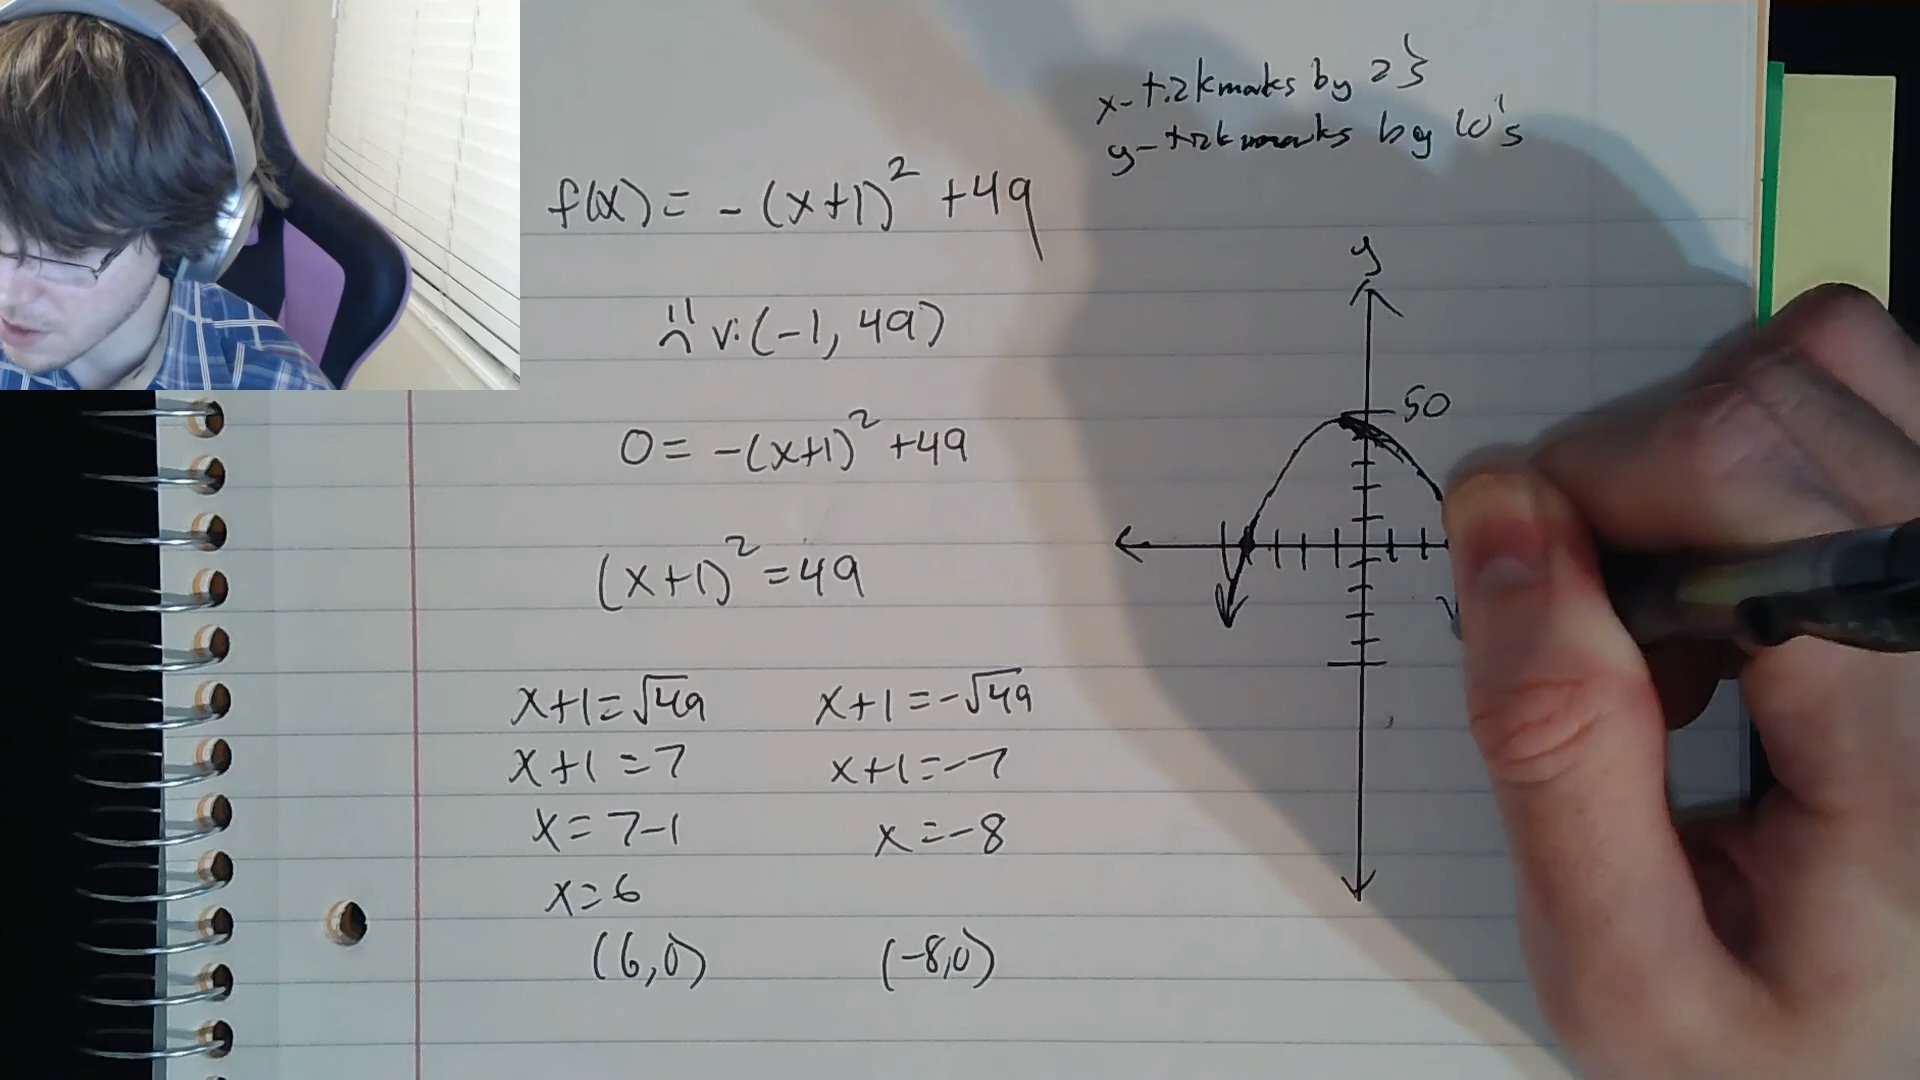 x-tickmarks by 2's
y-tickmarks by 10's
f(x) = -(x+1)² +49
v:(-1, 49)
0 = -(x+1)² +49
(x+1)² = 49
x+1=√49 x+1=-√49
x+1=7 x+1=-7
x=7-1 x=-8
x=6
(6,0) (-8,0)
y
50